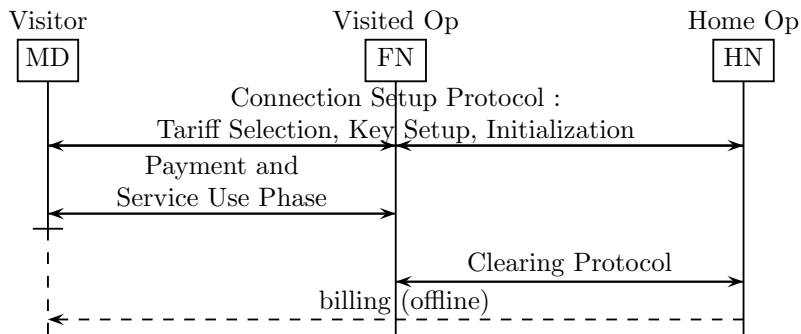 Visitor Visited Op Home Op
MD FN HN
Connection Setup Protocol :
Tariff Selection, Key Setup, Initialization
Payment and
Service Use Phase
Clearing Protocol
billing (offline)